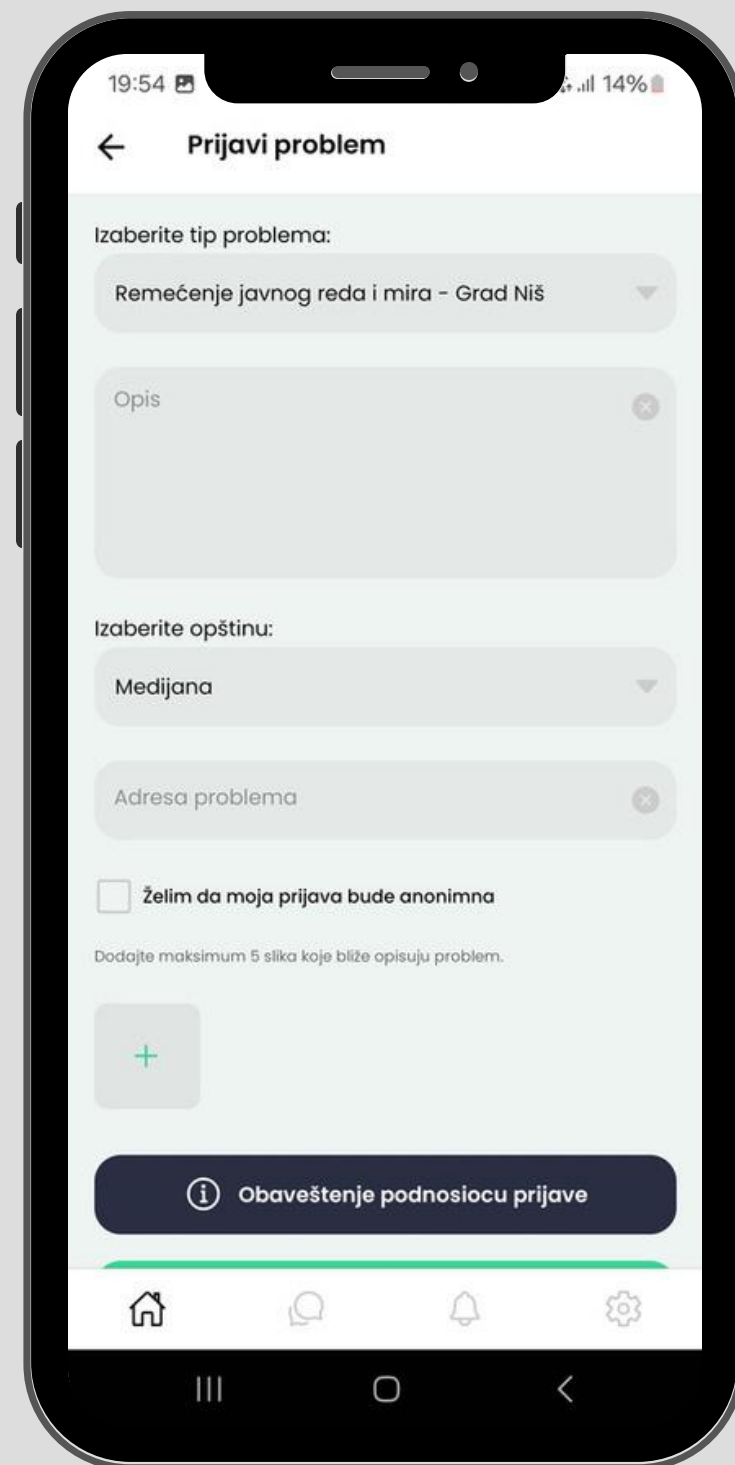 19:54
14%
Prijavi problem
Izaberite tip problema:
Remećenje javnog reda i mira - Grad Niš
Opis
Izaberite opštinu:
Medijana
Adresa problema
Želim da moja prijava bude anonimna
Dodajte maksimum 5 slika koje bliže opisuju problem.
+
Obaveštenje podnosiocu prijave